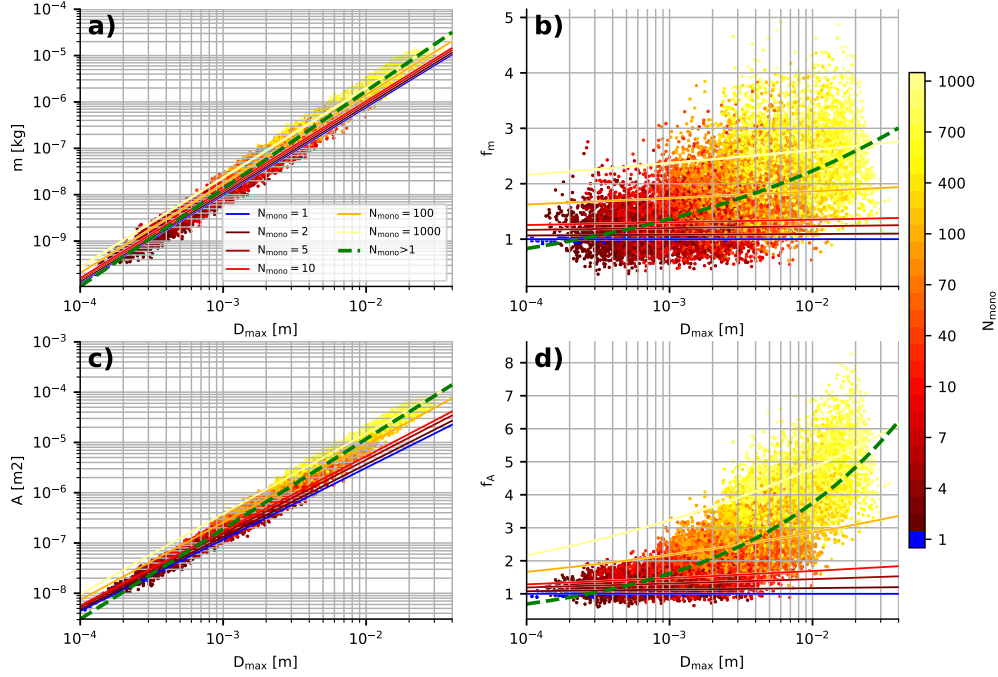 a)
10⁻⁴
10⁻⁵
10⁻⁶
10⁻⁷
10⁻⁸
10⁻⁹
m [kg]
N_mono = 1
N_mono = 2
N_mono = 5
N_mono = 10
N_mono = 100
N_mono = 1000
N_mono>1
10⁻⁴ 10⁻³ 10⁻²
D_max [m]
b)
5
4
3
2
1
f_m
10⁻⁴ 10⁻³ 10⁻²
D_max [m]
c)
10⁻³
10⁻⁴
10⁻⁵
10⁻⁶
10⁻⁷
10⁻⁸
A [m2]
10⁻⁴ 10⁻³ 10⁻²
D_max [m]
d)
8
7
6
5
4
3
2
1
f_A
10⁻⁴ 10⁻³ 10⁻²
D_max [m]
1000
700
400
100
70
40
10
7
4
1
N_mono